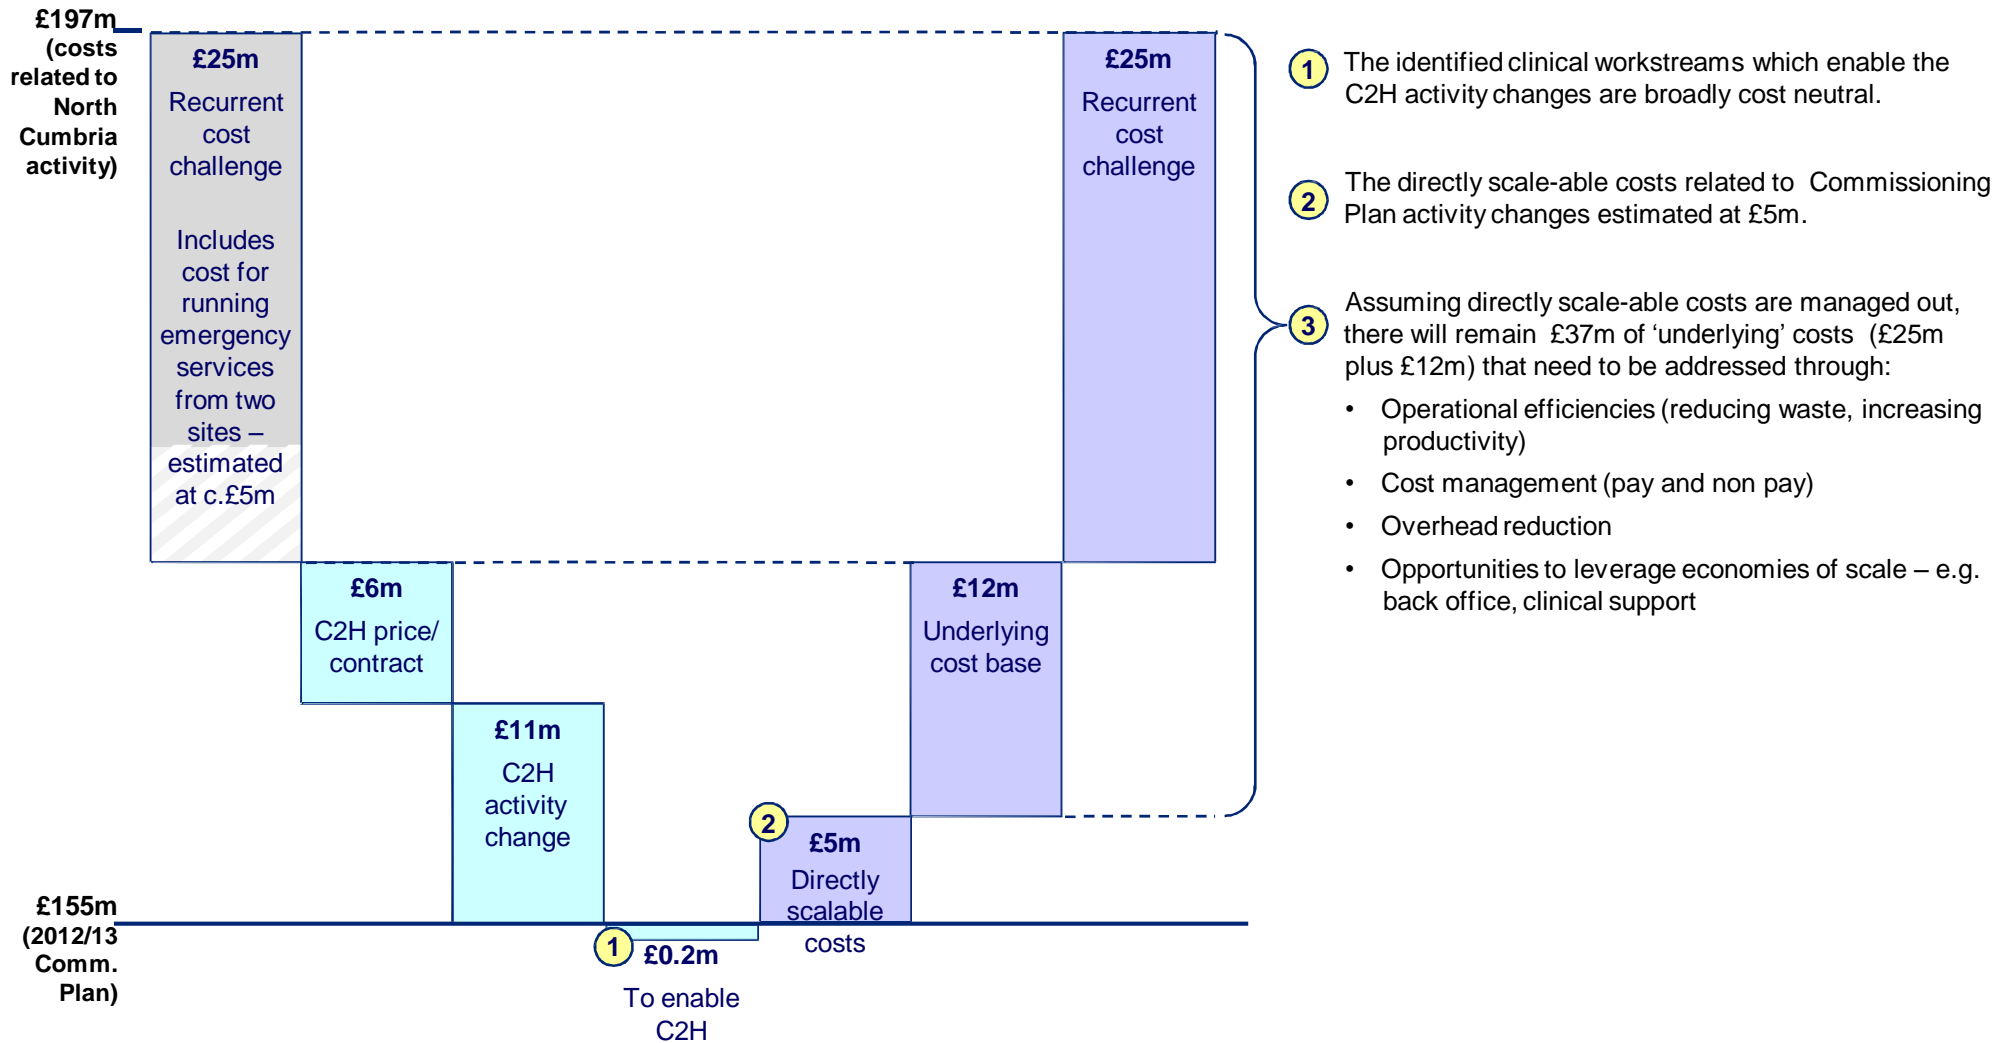 £197m
(costs
related to
North
Cumbria
activity)
£25m
Recurrent
cost
challenge
Includes
cost for
running
emergency
services
from two
sites –
estimated
at c.£5m
£6m
C2H price/
contract
£11m
C2H
activity
change
1
£0.2m
To enable
C2H
2
£5m
Directly
scalable
costs
£12m
Underlying
cost base
£25m
Recurrent
cost
challenge
£155m
(2012/13
Comm.
Plan)
1
The identified clinical workstreams which enable the
C2H activity changes are broadly cost neutral.
2
The directly scale-able costs related to Commissioning
Plan activity changes estimated at £5m.
3
Assuming directly scale-able costs are managed out,
there will remain £37m of ‘underlying’ costs (£25m
plus £12m) that need to be addressed through:
• Operational efficiencies (reducing waste, increasing
productivity)
• Cost management (pay and non pay)
• Overhead reduction
• Opportunities to leverage economies of scale – e.g.
back office, clinical support